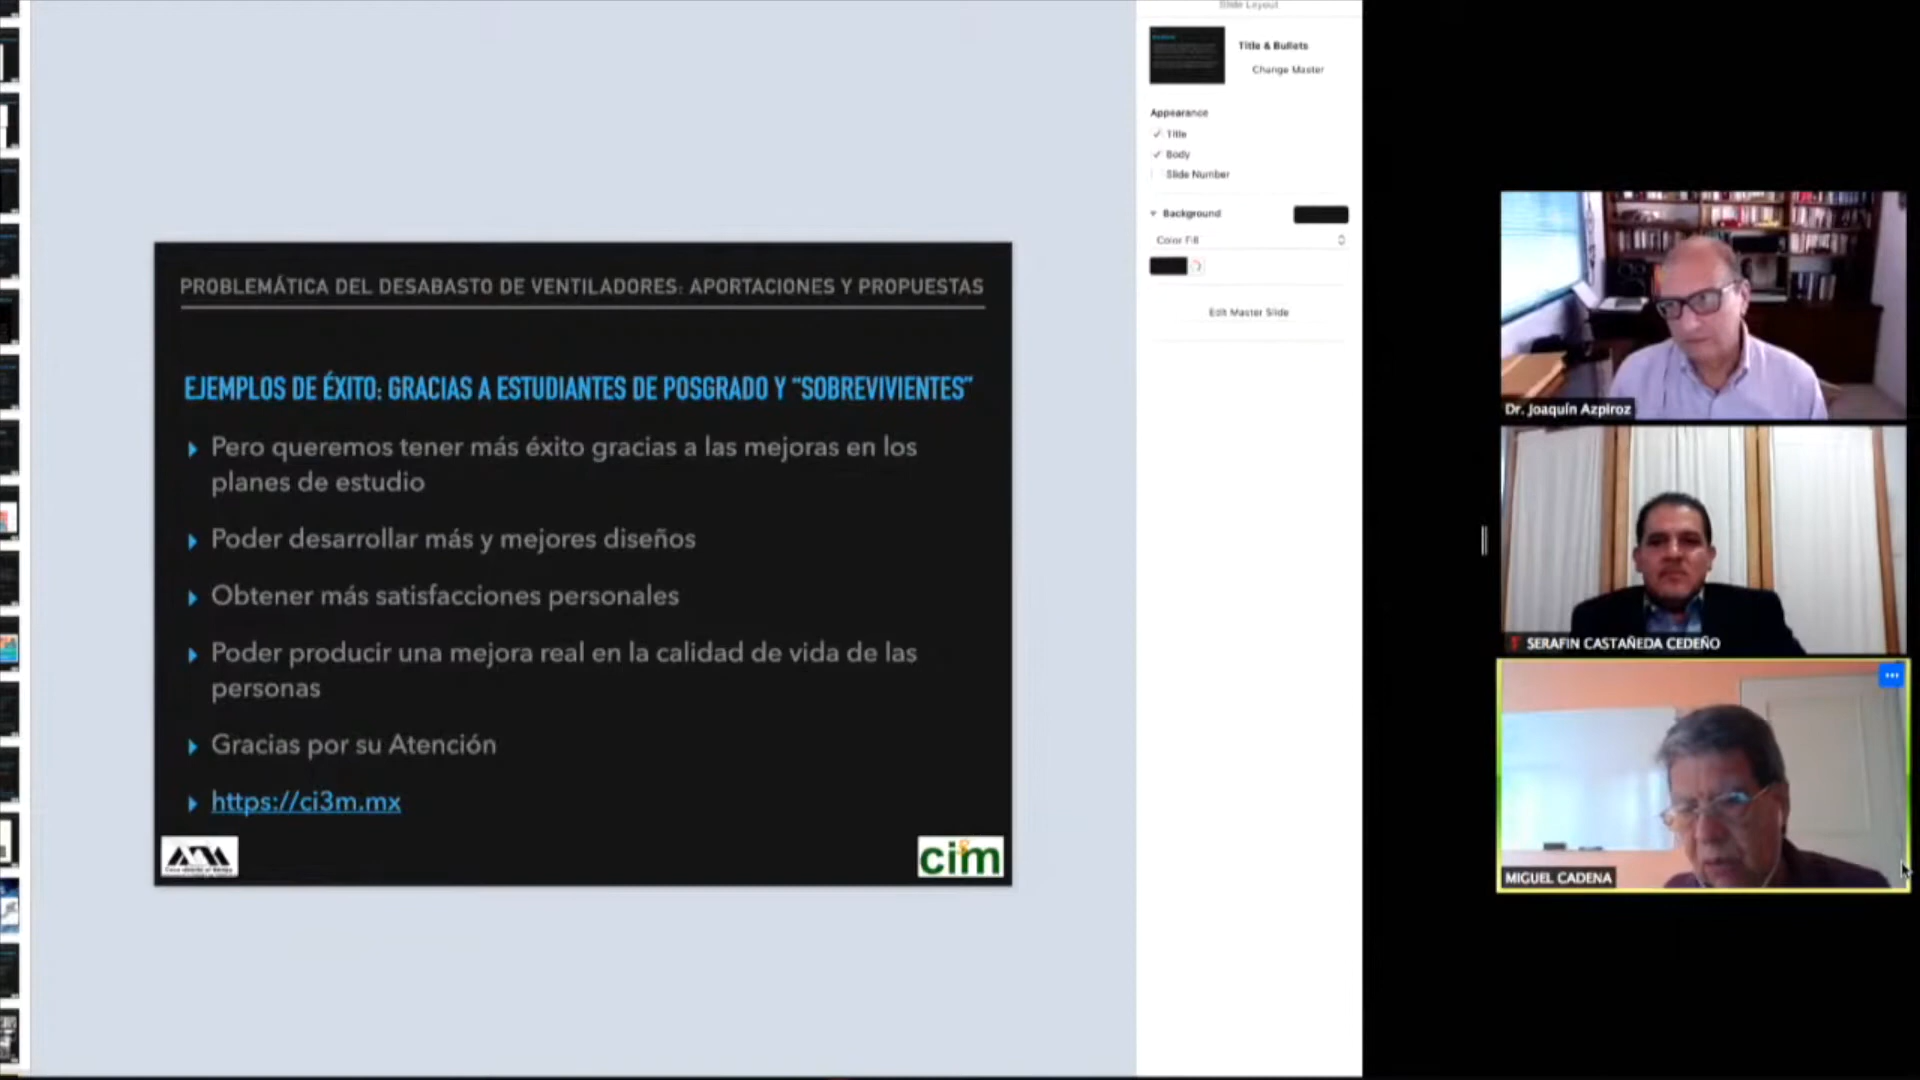 Slide Layout
Title & Bullets
Change Master
Appearance
Title
Body
Slide Number
Background
Color Fill
Edit Master Slide
PROBLEMÁTICA DEL DESABASTO DE VENTILADORES: APORTACIONES Y PROPUESTAS
EJEMPLOS DE ÉXITO: GRACIAS A ESTUDIANTES DE POSGRADO Y "SOBREVIVIENTES"
Pero queremos tener más éxito gracias a las mejoras en los
planes de estudio
Poder desarrollar más y mejores diseños
Obtener más satisfacciones personales
Poder producir una mejora real en la calidad de vida de las
personas
Gracias por su Atención
https://ci3m.mx
ci3m
Dr. Joaquín Azpiroz
SERAFIN CASTAÑEDA CEDEÑO
MIGUEL CADENA